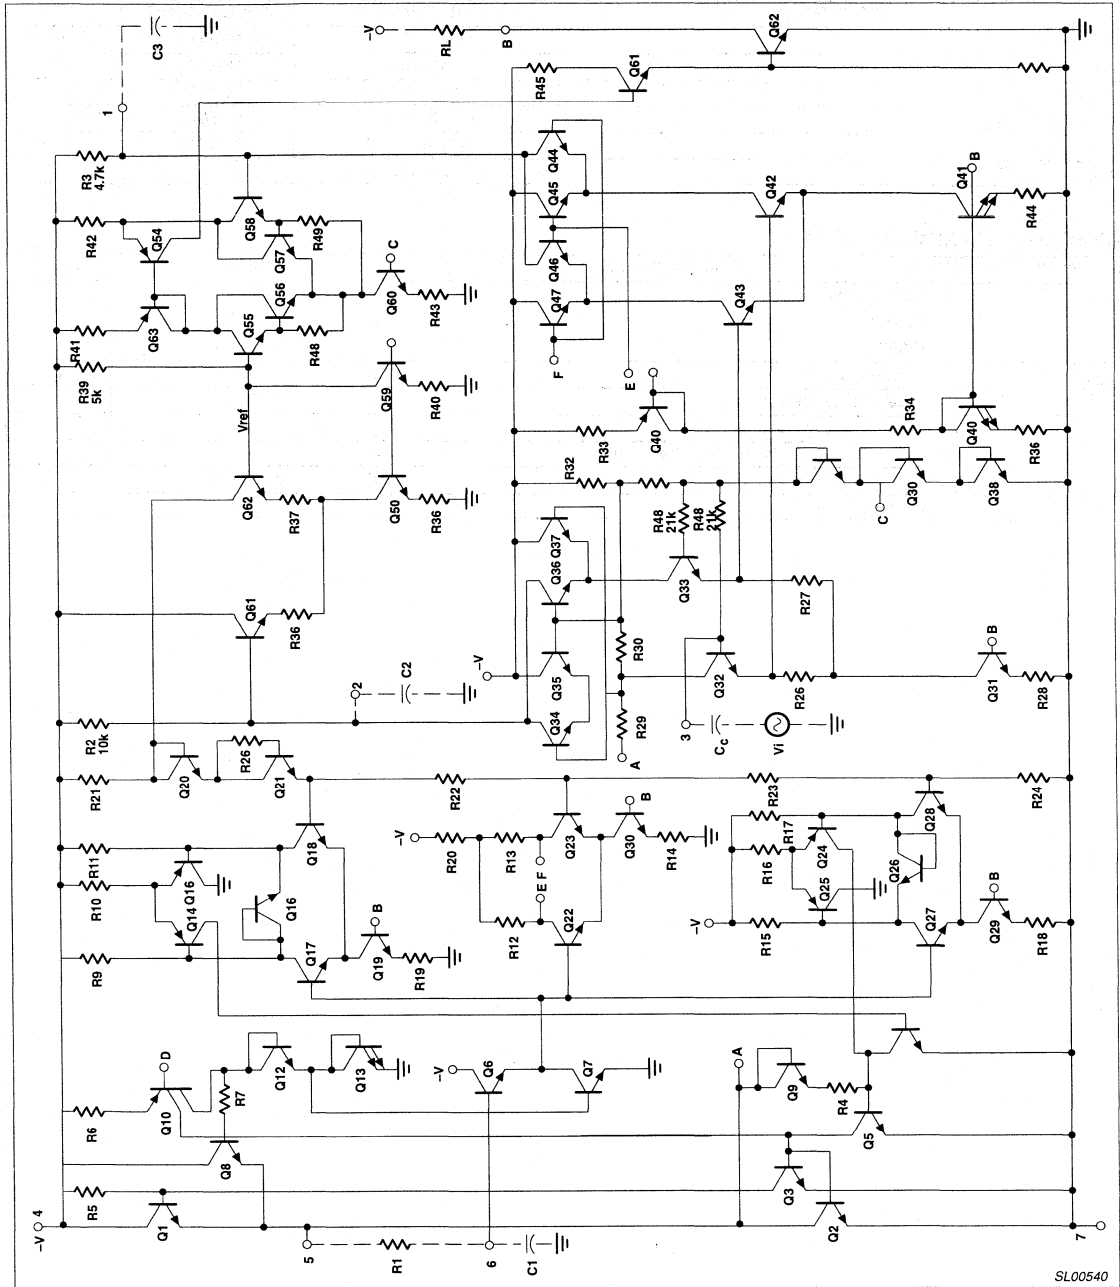 –V 4
R5
Q1
5
R1
6
C1
7
R6
D
Q10
Q8
R7
Q12
Q13
–V
Q6
Q7
A
Q9
R4
Q5
Q3
Q2
R9
R10
R11
Q14
Q16
Q16
Q17
Q18
Q19
B
R19
R21
Q20
R26
Q21
R22
–V
R20
R13
R12
E
F
Q22
Q23
Q30
B
R14
–V
R15
R16
R17
R23
Q25
Q24
Q26
Q27
Q28
Q29
B
R18
R24
R2
10k
2
C2
–V
Q61
R36
Q62
R37
Vref
Q50
R36
Q59
R40
R39
5k
R41
Q63
Q54
R42
R3
4.7k
1
C3
Q55
Q56
Q57
Q58
R48
R49
Q60
C
R43
Q34
Q35
Q36
Q37
R29
A
R30
R32
R33
Q40
R48
21k
R48
21k
Q33
Q32
3
Cc
Vi
R26
R27
Q31
B
R28
C
Q30
Q38
R34
Q40
R36
F
E
Q47
Q46
Q45
Q44
Q43
Q42
Q41
B
R44
R45
Q61
–V
RL
B
Q62
SL00540